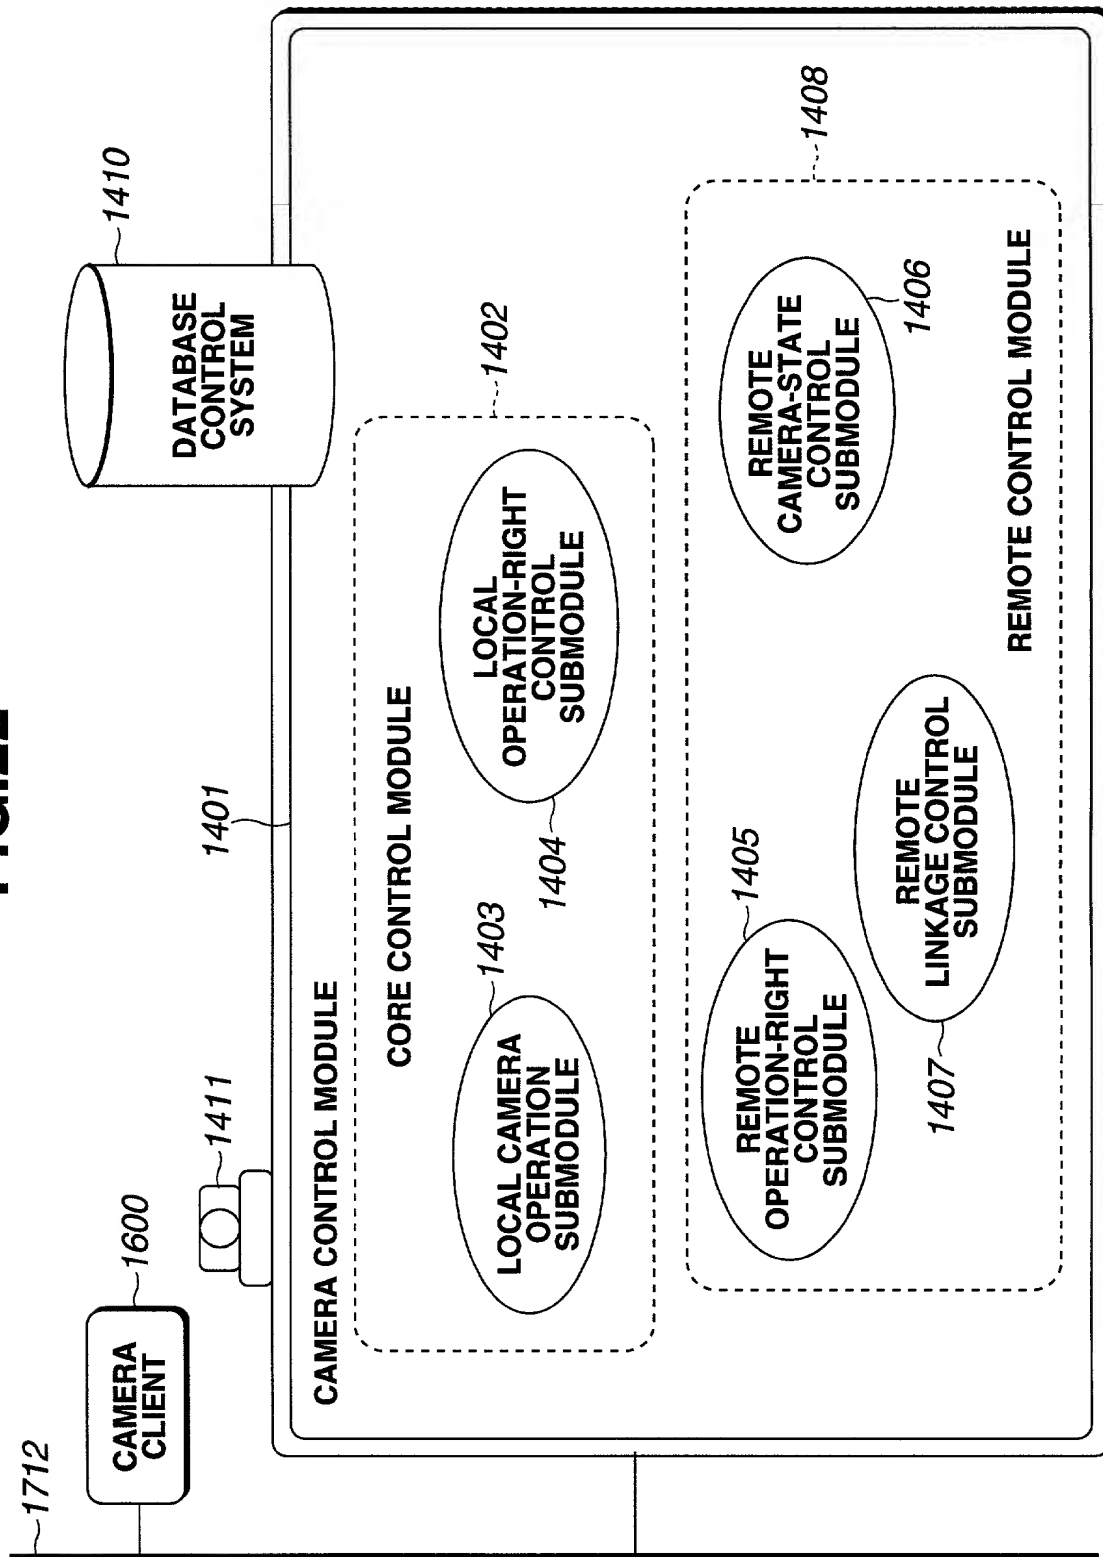 1712
CAMERA
CLIENT
1600
1411
1401
1410
DATABASE
CONTROL
SYSTEM
CAMERA CONTROL MODULE
CORE CONTROL MODULE
1402
1403
LOCAL CAMERA
OPERATION
SUBMODULE
1404
LOCAL
OPERATION-RIGHT
CONTROL
SUBMODULE
1408
1405
REMOTE
OPERATION-RIGHT
CONTROL
SUBMODULE
1407
REMOTE
LINKAGE CONTROL
SUBMODULE
REMOTE
CAMERA-STATE
CONTROL
SUBMODULE
1406
REMOTE CONTROL MODULE